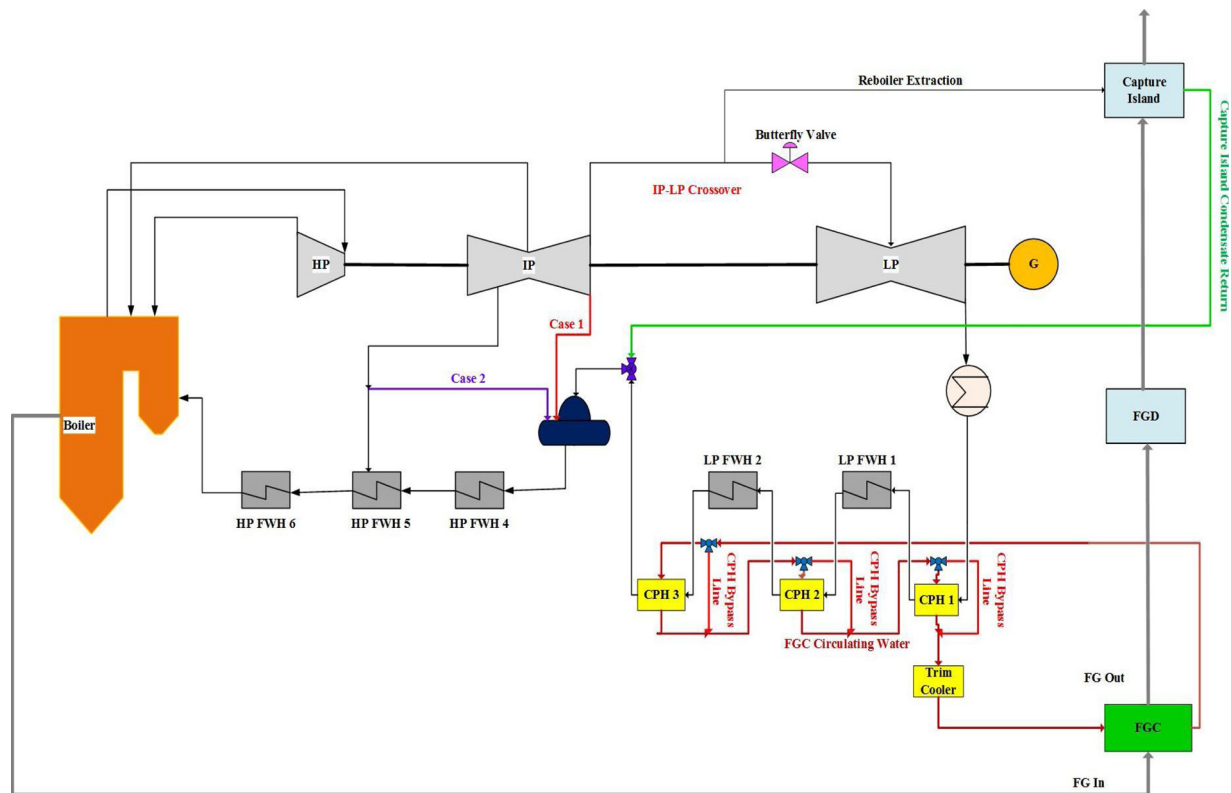 Reboiler Extraction
Capture
Island
Butterfly Valve
Capture Island Condensate Return
IP-LP Crossover
HP
IP
LP
G
Case 1
Case 2
Boiler
FGD
LP FWH 2
LP FWH 1
HP FWH 6
HP FWH 5
HP FWH 4
CPH 3
CPH Bypass
Line
CPH 2
CPH Bypass
Line
CPH 1
CPH Bypass
Line
FGC Circulating Water
Trim
Cooler
FG Out
FGC
FG In